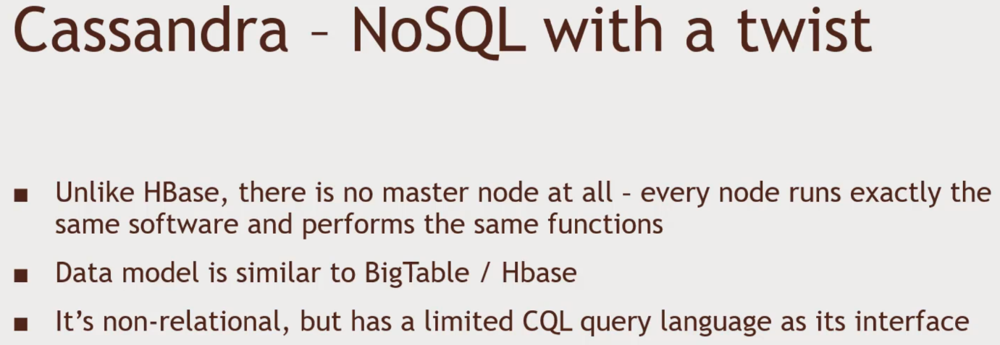 Cassandra – NoSQL with a twist
■ Unlike HBase, there is no master node at all – every node runs exactly the
same software and performs the same functions
■ Data model is similar to BigTable / Hbase
■ It’s non-relational, but has a limited CQL query language as its interface